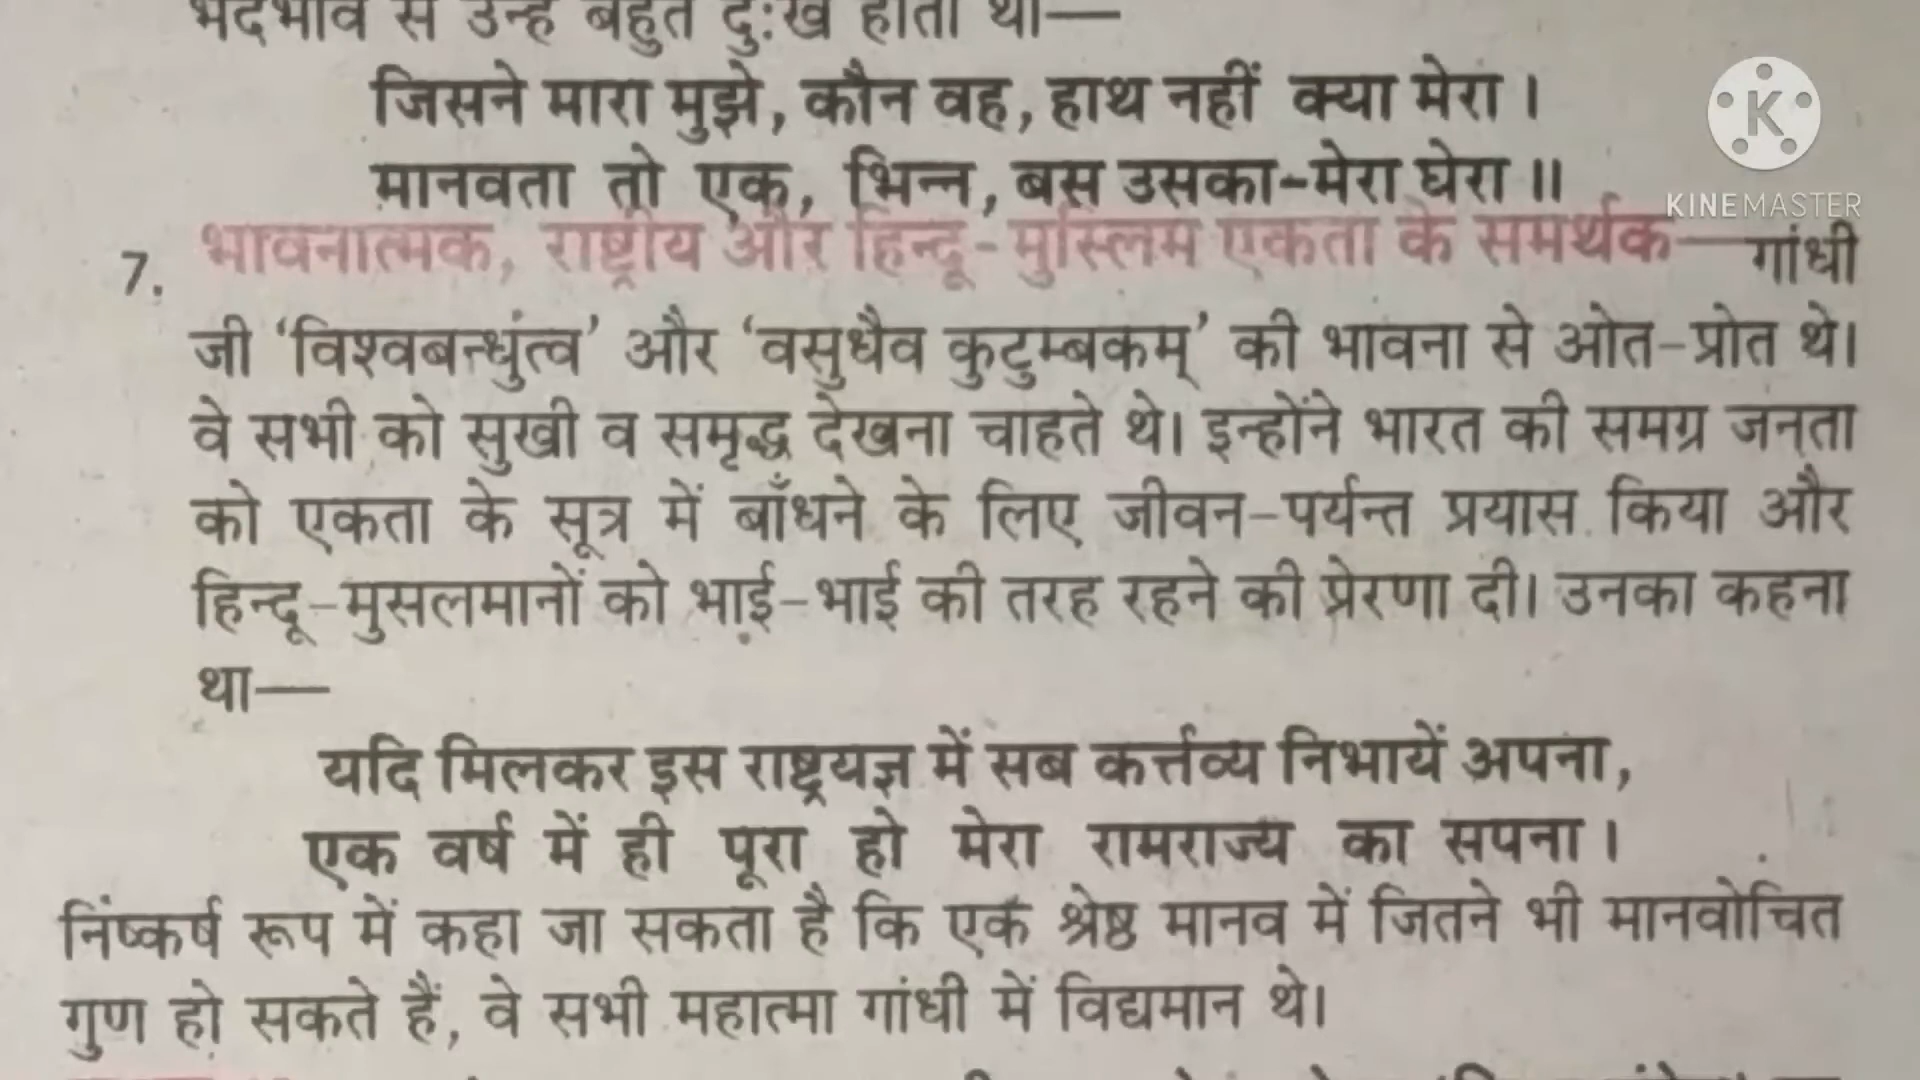 भेदभाव से उन्हें बहुत दुःख होता था—
जिसने मारा मुझे, कौन वह, हाथ नहीं क्या मेरा।
मानवता तो एक, भिन्न, बस उसका-मेरा घेरा॥
7. भावनात्मक, राष्ट्रीय और हिन्दू-मुस्लिम एकता के समर्थक—गांधी
जी ‘विश्वबन्धुत्व’ और ‘वसुधैव कुटुम्बकम्’ की भावना से ओत-प्रोत थे।
वे सभी को सुखी व समृद्ध देखना चाहते थे। इन्होंने भारत की समग्र जनता
को एकता के सूत्र में बाँधने के लिए जीवन-पर्यन्त प्रयास किया और
हिन्दू-मुसलमानों को भाई-भाई की तरह रहने की प्रेरणा दी। उनका कहना
था—
यदि मिलकर इस राष्ट्रयज्ञ में सब कर्त्तव्य निभायें अपना,
एक वर्ष में ही पूरा हो मेरा रामराज्य का सपना।
निष्कर्ष रूप में कहा जा सकता है कि एक श्रेष्ठ मानव में जितने भी मानवोचित
गुण हो सकते हैं, वे सभी महात्मा गांधी में विद्यमान थे।
K
KINEMASTER